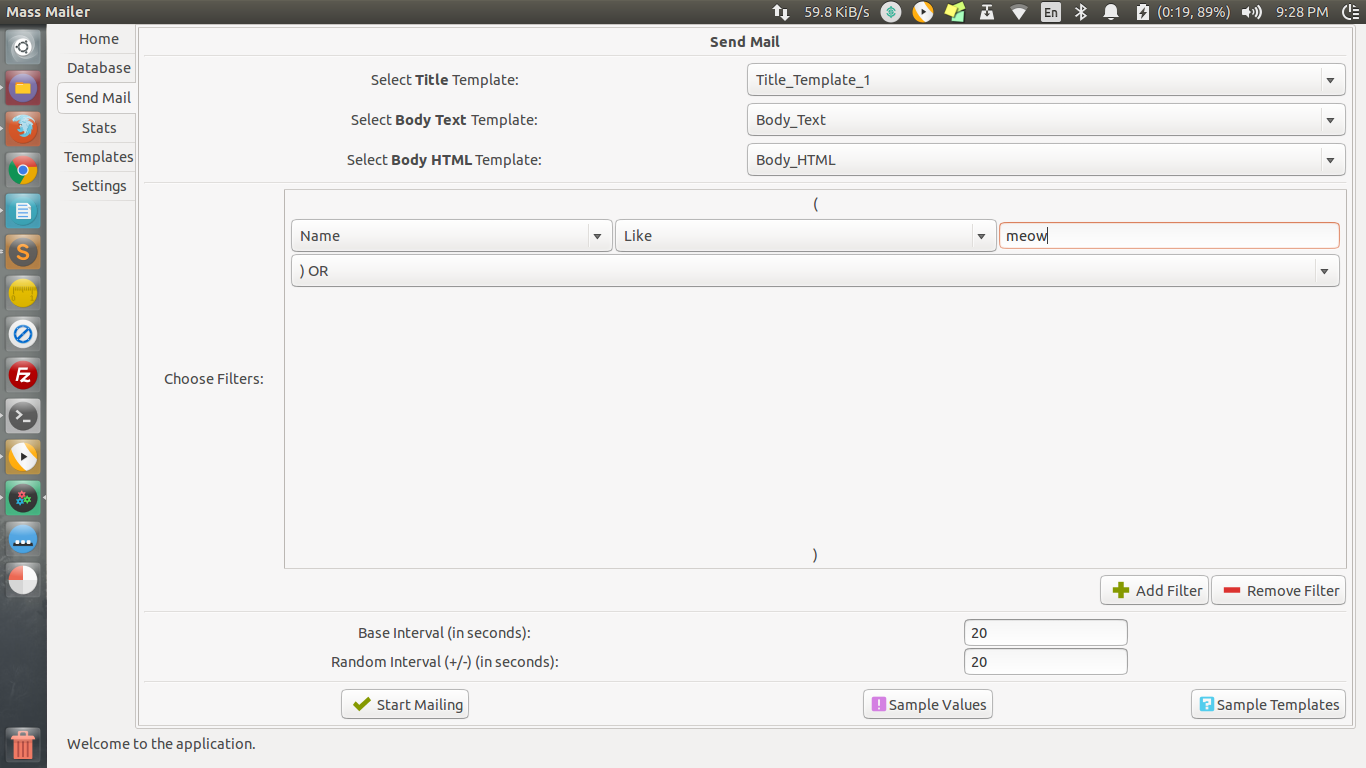 Mass Mailer
59.8 KiB/s
En
(0:19, 89%)
9:28 PM
Home
Database
Send Mail
Stats
Templates
Settings
Send Mail
Select Title Template:
Title_Template_1
Select Body Text Template:
Body_Text
Select Body HTML Template:
Body_HTML
Choose Filters:
(
Name
Like
meow
) OR
)
Add Filter
Remove Filter
Base Interval (in seconds):
20
Random Interval (+/-) (in seconds):
20
Start Mailing
Sample Values
Sample Templates
Welcome to the application.